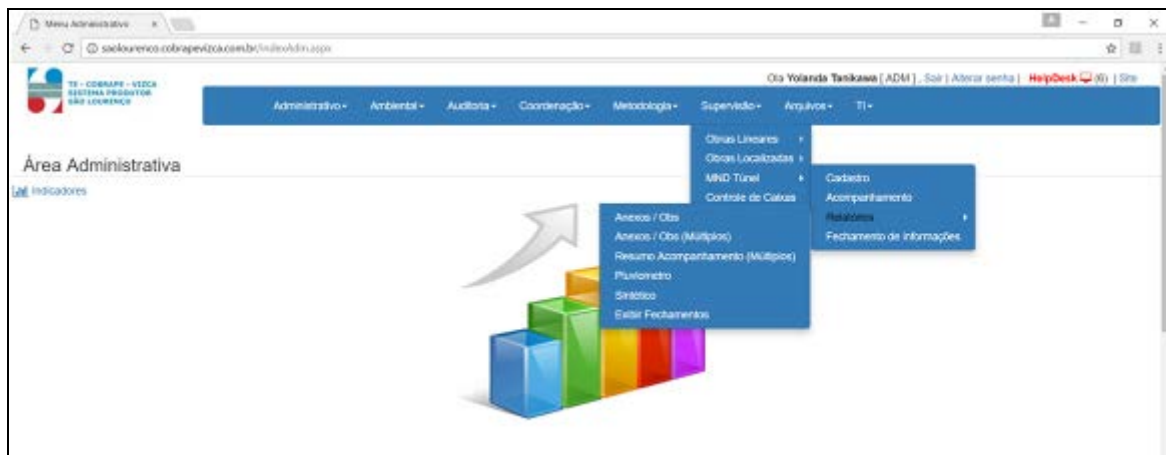 Menu Administrativo
saolourenco.cobrapevizca.com.br/IndexAdm.aspx
TE - COBRAPE - VIZCA
SISTEMA PRODUTOR
SÃO LOURENÇO
Ola Yolanda Tanikawa [ ADM ] , Sair | Alterar senha | HelpDesk (6) | Site
Administrativo Ambiental Auditoria Coordenação Metodologia Supervisão Arquivos TI
Área Administrativa
Indicadores
Obras Lineares
Obras Localizadas
MND Túnel
Controle de Caixas
Cadastro
Acompanhamento
Relatórios
Fechamento de Informações
Anexos / Obs
Anexos / Obs (Múltiplos)
Resumo Acompanhamento (Múltiplos)
Pluviometro
Sintético
Exibir Fechamentos